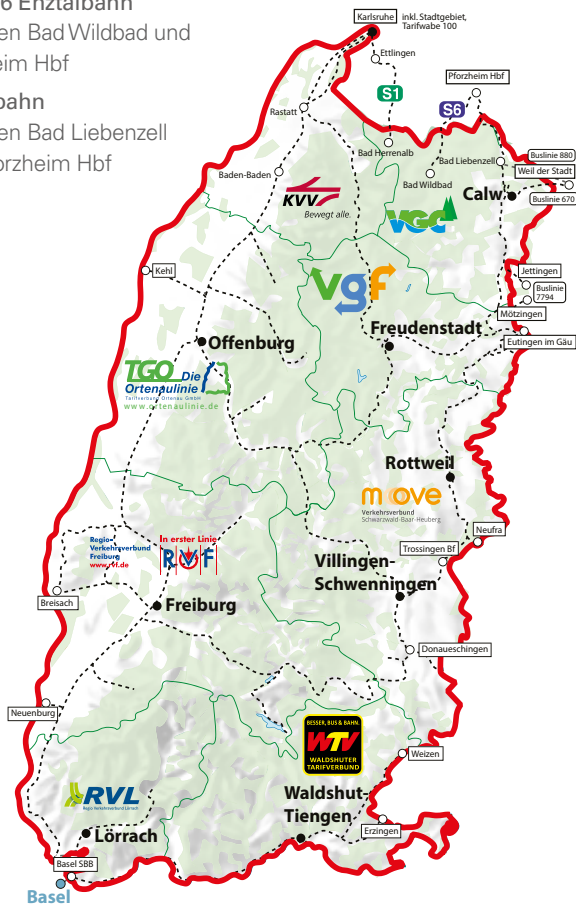 6 Enztalbahn
en Bad Wildbad und
eim Hbf
bahn
en Bad Liebenzell
orzheim Hbf
Karlsruhe
inkl. Stadtgebiet,
Tarifwabe 100
Ettlingen
S1
Pforzheim Hbf
S6
Rastatt
Bad Herrenalb
Bad Liebenzell
Buslinie 880
Weil der Stadt
Baden-Baden
Bad Wildbad
Calw
Buslinie 670
KVV
Bewegt alle.
VGC
Kehl
vgf
Jettingen
Buslinie
7794
Mötzingen
Offenburg
Freudenstadt
Eutingen im Gäu
TGO Die
Ortenaulinie
Tarifverbund Ortenau GmbH
www.ortenaulinie.de
Rottweil
move
Verkehrsverbund
Schwarzwald-Baar-Heuberg
Neufra
Regio-
Verkehrsverbund
Freiburg
www.rvf.de
In erster Linie
RVF
Trossingen Bf
Villingen-
Schwenningen
Breisach
Freiburg
Donaueschingen
Neuenburg
BESSER, BUS & BAHN.
WTV
WALDSHUTER
TARIFVERBUND
Weizen
RVL
Regio Verkehrsverbund Lörrach
Waldshut-
Tiengen
Erzingen
Lörrach
Basel SBB
Basel